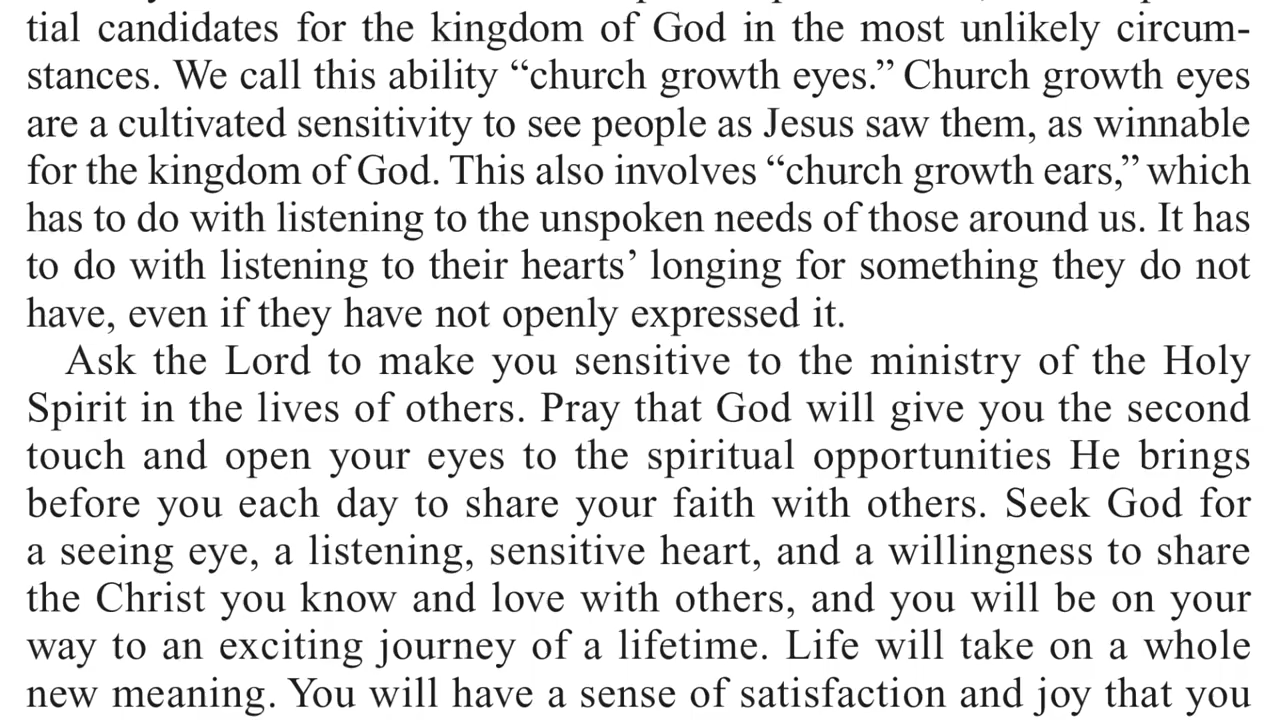 tial candidates for the kingdom of God in the most unlikely circum-
stances. We call this ability “church growth eyes.” Church growth eyes
are a cultivated sensitivity to see people as Jesus saw them, as winnable
for the kingdom of God. This also involves “church growth ears,” which
has to do with listening to the unspoken needs of those around us. It has
to do with listening to their hearts’ longing for something they do not
have, even if they have not openly expressed it.
Ask the Lord to make you sensitive to the ministry of the Holy
Spirit in the lives of others. Pray that God will give you the second
touch and open your eyes to the spiritual opportunities He brings
before you each day to share your faith with others. Seek God for
a seeing eye, a listening, sensitive heart, and a willingness to share
the Christ you know and love with others, and you will be on your
way to an exciting journey of a lifetime. Life will take on a whole
new meaning. You will have a sense of satisfaction and joy that you